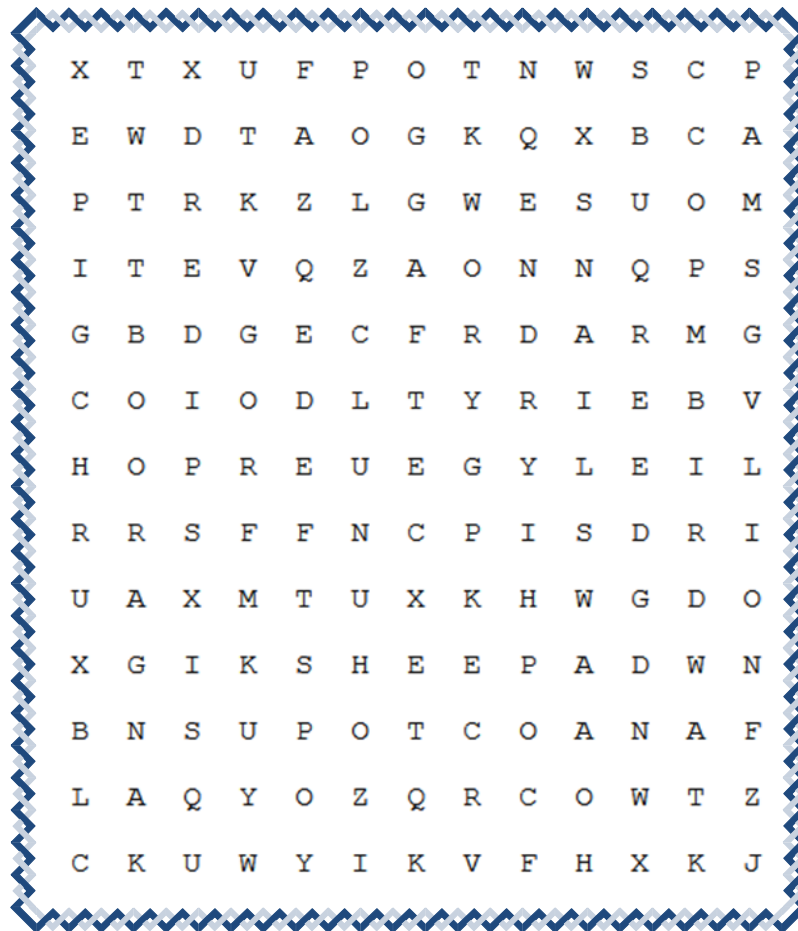 X T X U F P O T N W S C P
E W D T A O G K Q X B C A
P T R K Z L G W E S U O M
I T E V Q Z A O N N Q P S
G B D G E C F R D A R M G
C O I O D L T Y R I E B V
H O P R E U E G Y L E I L
R R S F F N C P I S D R I
U A X M T U X K H W G D O
X G I K S H E E P A D W N
B N S U P O T C O A N A F
L A Q Y O Z Q R C O W T Z
C K U W Y I K V F H X K J